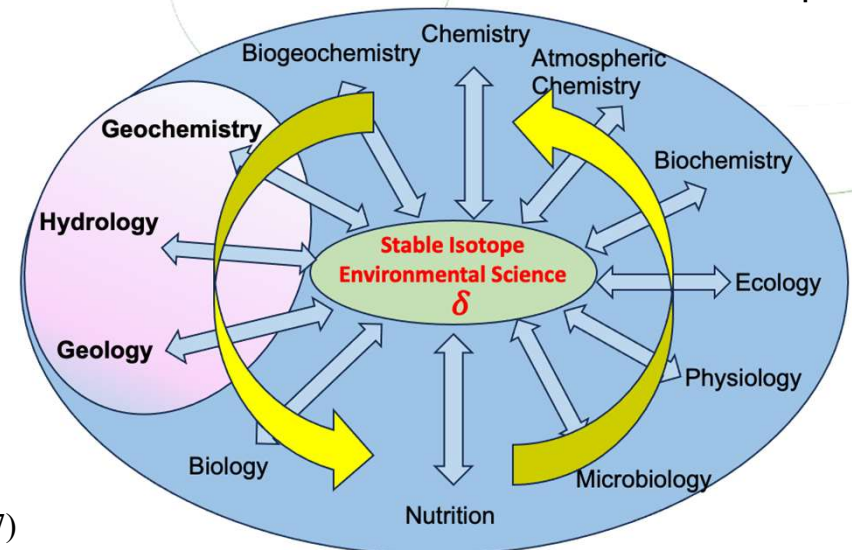 Chemistry
Biogeochemistry
Atmospheric
Chemistry
Geochemistry
Biochemistry
Hydrology
Stable Isotope
Environmental Science
δ
Ecology
Geology
Physiology
Biology
Microbiology
Nutrition
7)